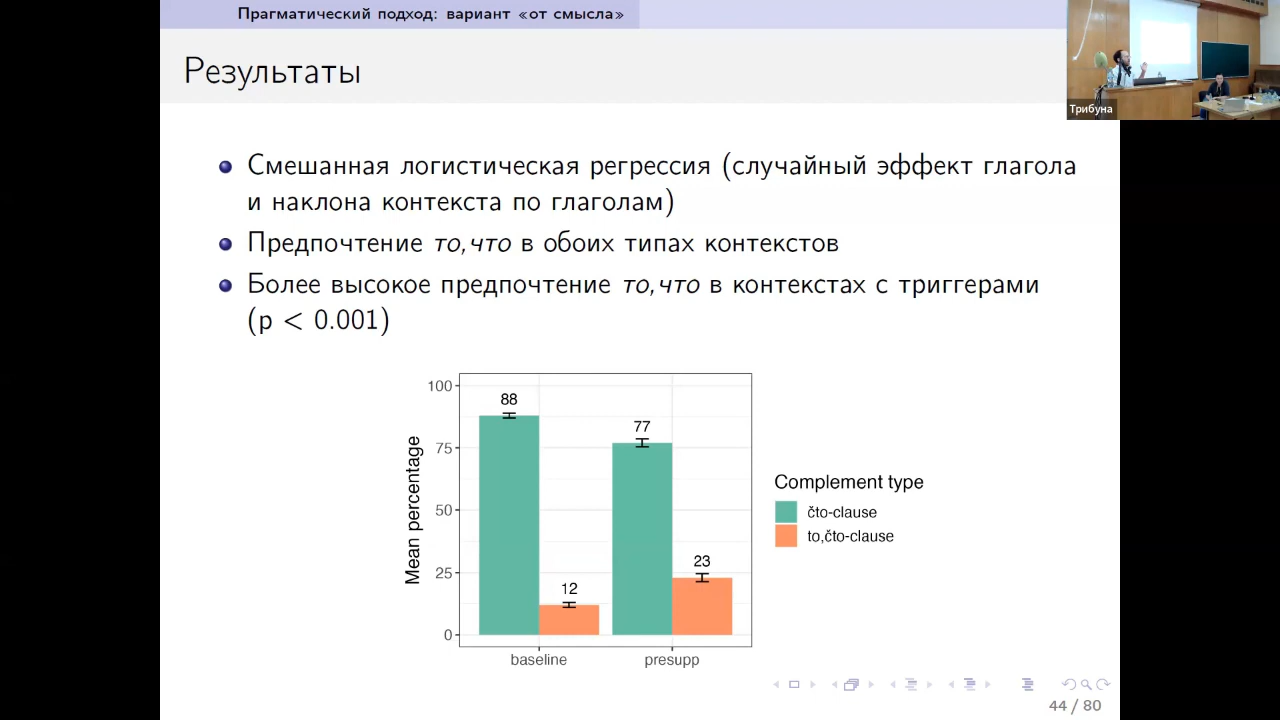 Прагматический подход: вариант «от смысла»
Трибуна
Результаты
Смешанная логистическая регрессия (случайный эффект глагола
и наклона контекста по глаголам)
Предпочтение то,что в обоих типах контекстов
Более высокое предпочтение то,что в контекстах с триггерами
(p < 0.001)
100
75
50
25
0
Mean percentage
88
12
77
23
baseline
presupp
Complement type
čto-clause
to,čto-clause
44 / 80